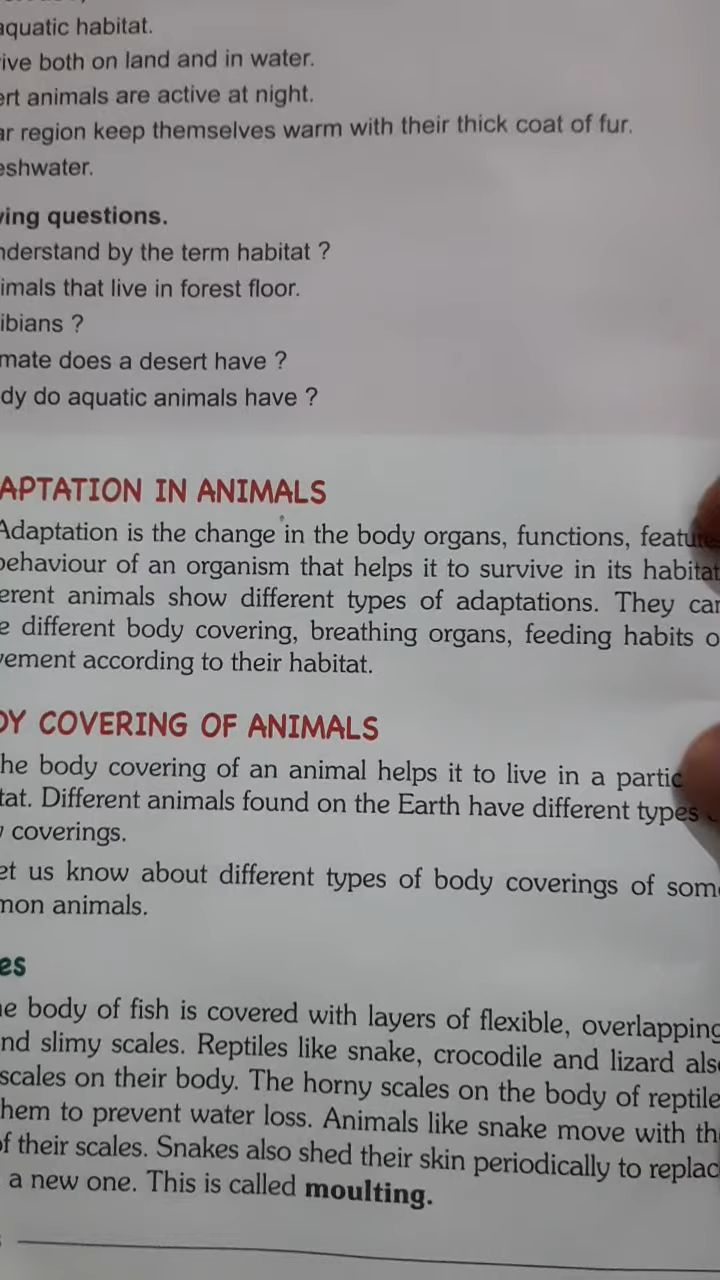 aquatic habitat.
ive both on land and in water.
ert animals are active at night.
ar region keep themselves warm with their thick coat of fur.
eshwater.
ving questions.
nderstand by the term habitat ?
imals that live in forest floor.
ibians ?
mate does a desert have ?
dy do aquatic animals have ?
APTATION IN ANIMALS
Adaptation is the change in the body organs, functions, featu
behaviour of an organism that helps it to survive in its habitat
erent animals show different types of adaptations. They can
e different body covering, breathing organs, feeding habits o
vement according to their habitat.
DY COVERING OF ANIMALS
he body covering of an animal helps it to live in a partic
tat. Different animals found on the Earth have different types
y coverings.
et us know about different types of body coverings of some
mon animals.
es
he body of fish is covered with layers of flexible, overlapping
nd slimy scales. Reptiles like snake, crocodile and lizard also
scales on their body. The horny scales on the body of reptile
hem to prevent water loss. Animals like snake move with th
of their scales. Snakes also shed their skin periodically to replac
a new one. This is called moulting.